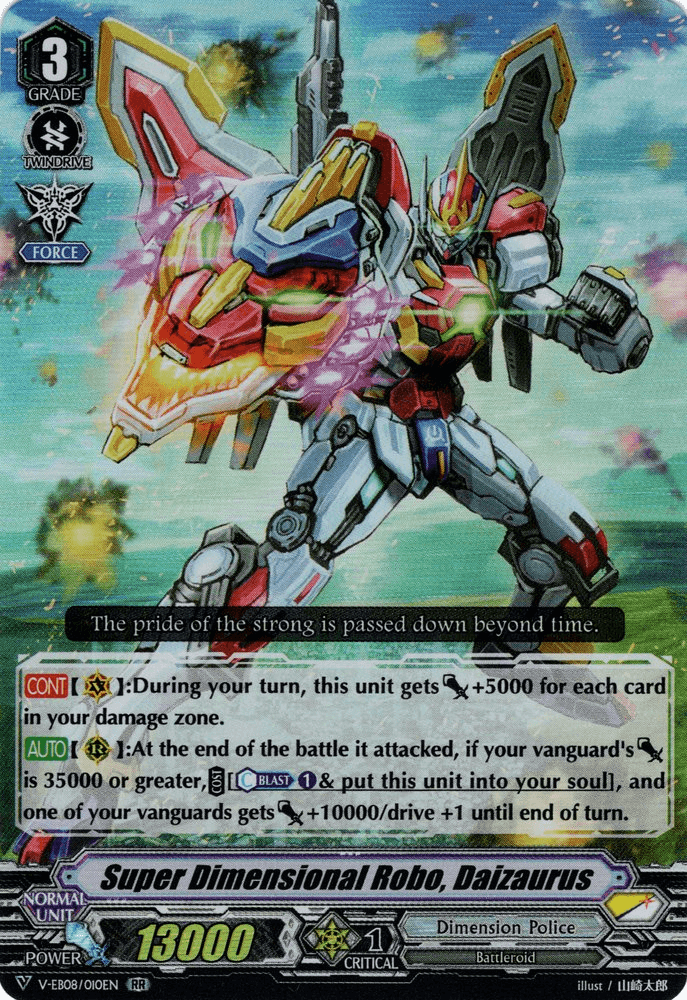 3
GRADE
TWINDRIVE
FORCE
The pride of the strong is passed down beyond time.
CONT【 V 】:During your turn, this unit gets +5000 for each card
in your damage zone.
AUTO【 R 】:At the end of the battle it attacked, if your vanguard's
is 35000 or greater, COST [C BLAST 1 & put this unit into your soul], and
one of your vanguards gets +10000/drive +1 until end of turn.
Super Dimensional Robo, Daizaurus
NORMAL
UNIT
POWER 13000
1
CRITICAL
Dimension Police
Battleroid
V-EB08/010EN RR
illust / 山崎太郎